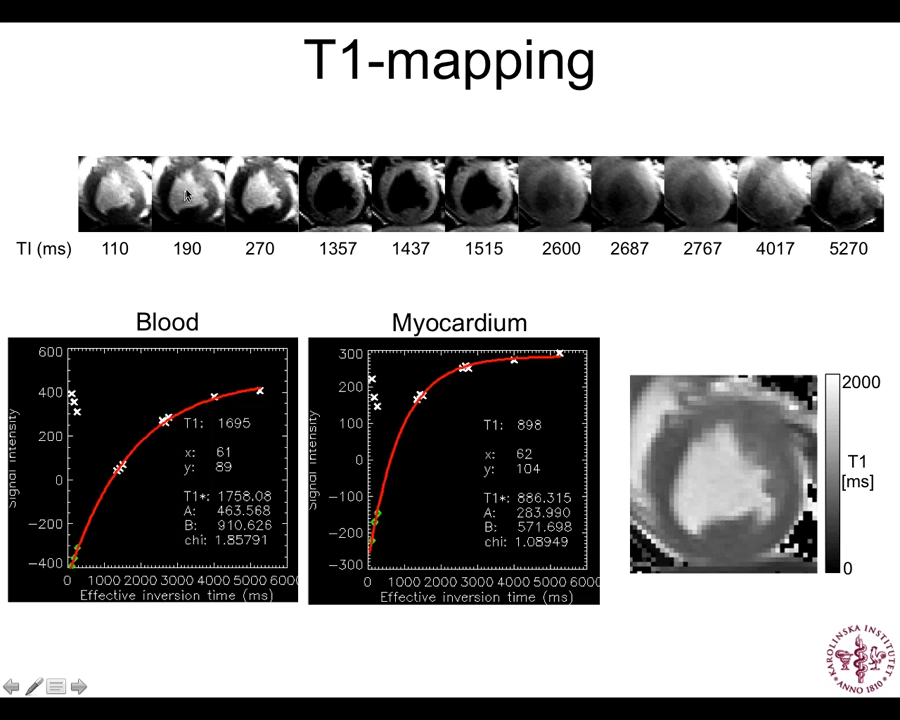 T1-mapping
TI (ms) 110 190 270 1357 1437 1515 2600 2687 2767 4017 5270
Blood
Signal intensity
600
400
200
0
−200
−400
0 1000 2000 3000 4000 5000 6000
Effective inversion time (ms)
T1: 1695
x: 61
y: 89
T1*: 1758.08
A: 463.568
B: 910.626
chi: 1.85791
Myocardium
Signal intensity
300
200
100
0
−100
−200
−300
0 1000 2000 3000 4000 5000 6000
Effective inversion time (ms)
T1: 898
x: 62
y: 104
T1*: 886.315
A: 283.990
B: 571.698
chi: 1.08949
2000
T1
[ms]
0
KAROLINSKA INSTITUTET
ANNO 1810